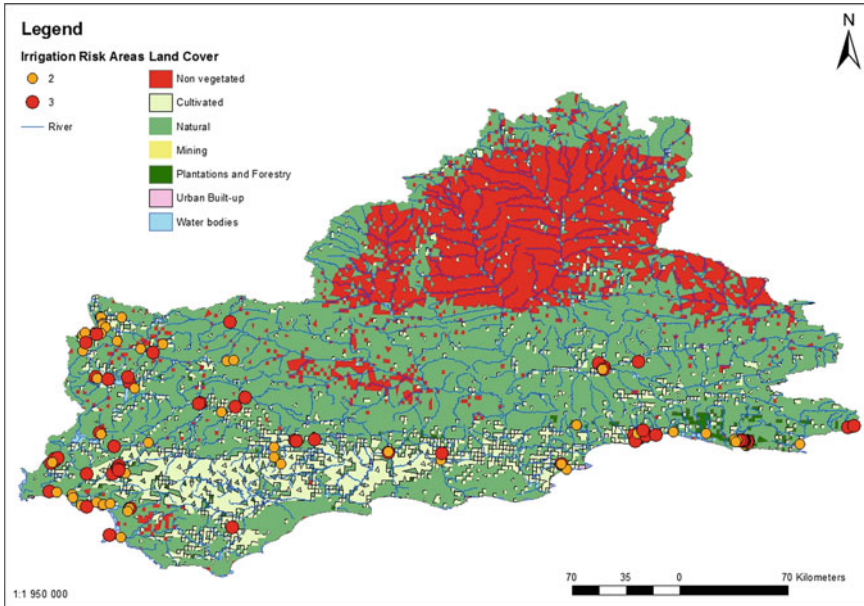 Legend
N
Irrigation Risk Areas Land Cover
2
3
River
Non vegetated
Cultivated
Natural
Mining
Plantations and Forestry
Urban Built-up
Water bodies
1:1 950 000
70 35 0 70 Kilometers